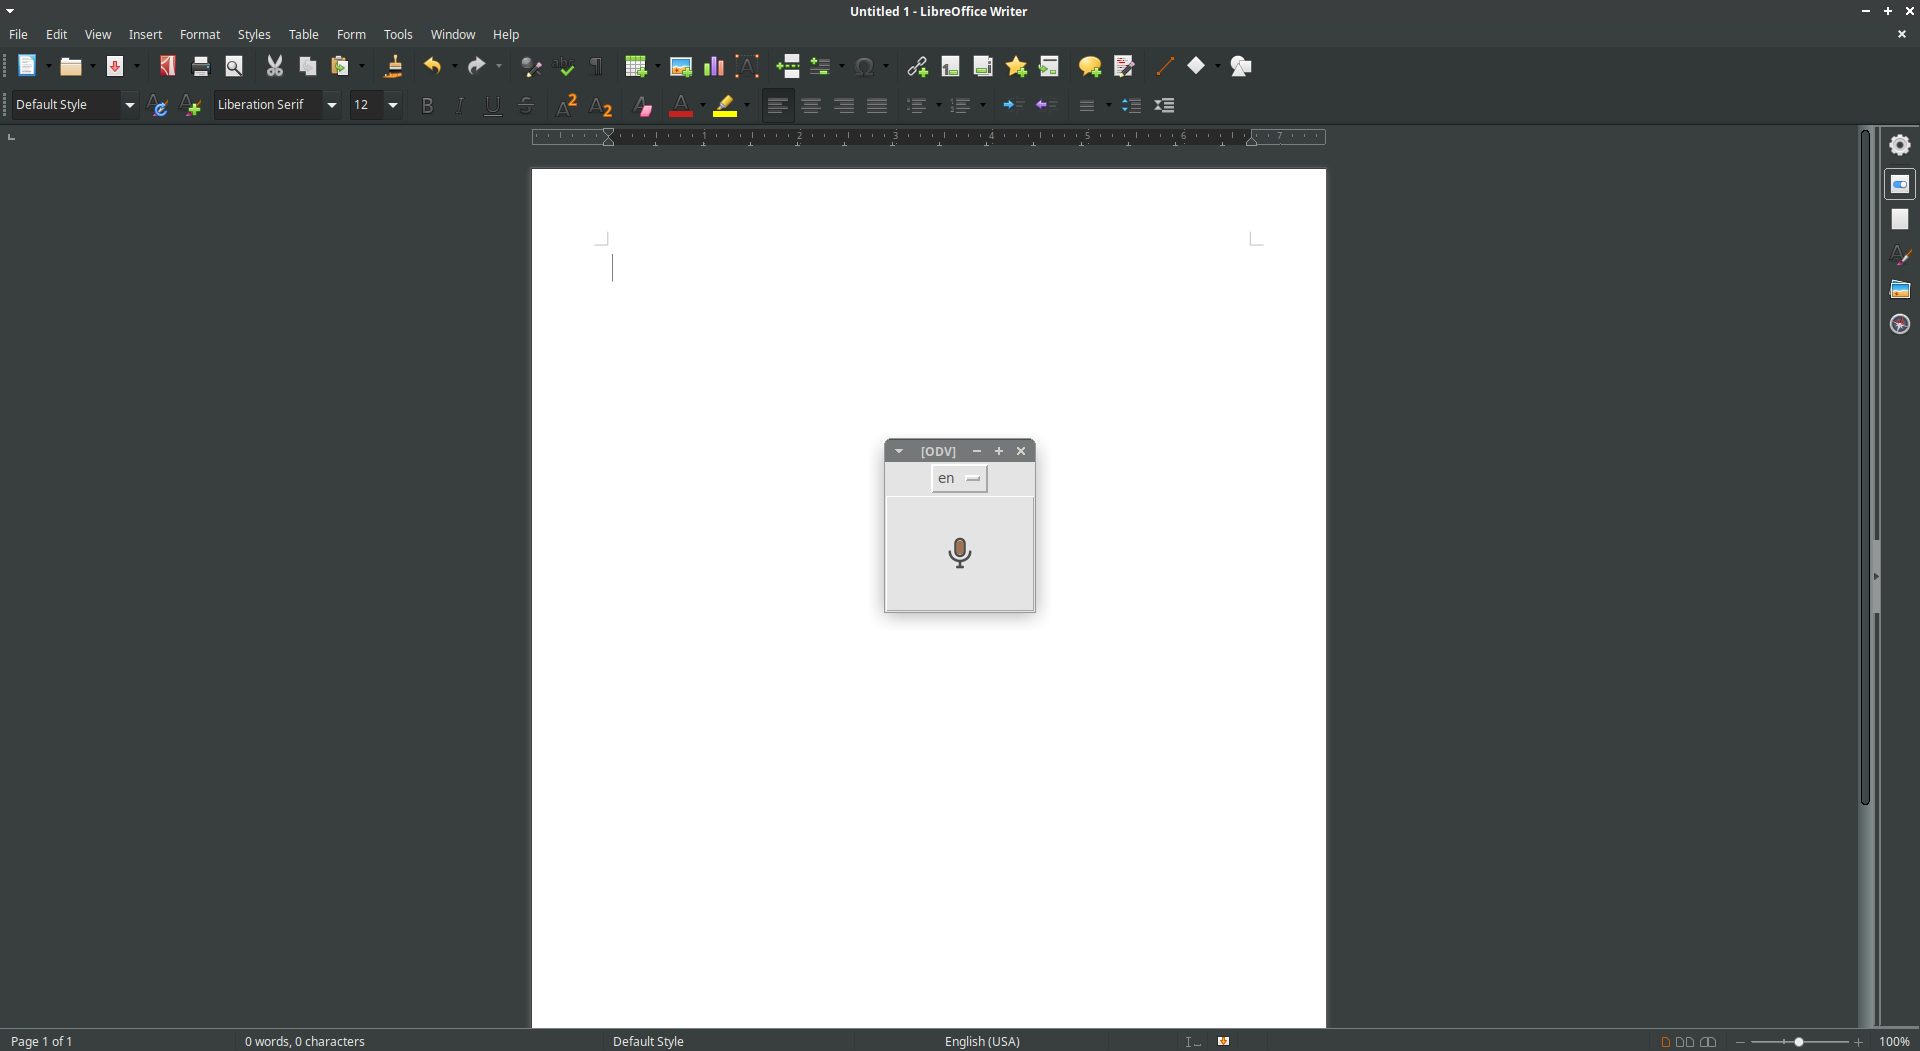 Untitled 1 - LibreOffice Writer
File Edit View Insert Format Styles Table Form Tools Window Help
Default Style Liberation Serif 12
1 2 3 4 5 6 7
[ODV]
en
Page 1 of 1 0 words, 0 characters Default Style English (USA) 100%